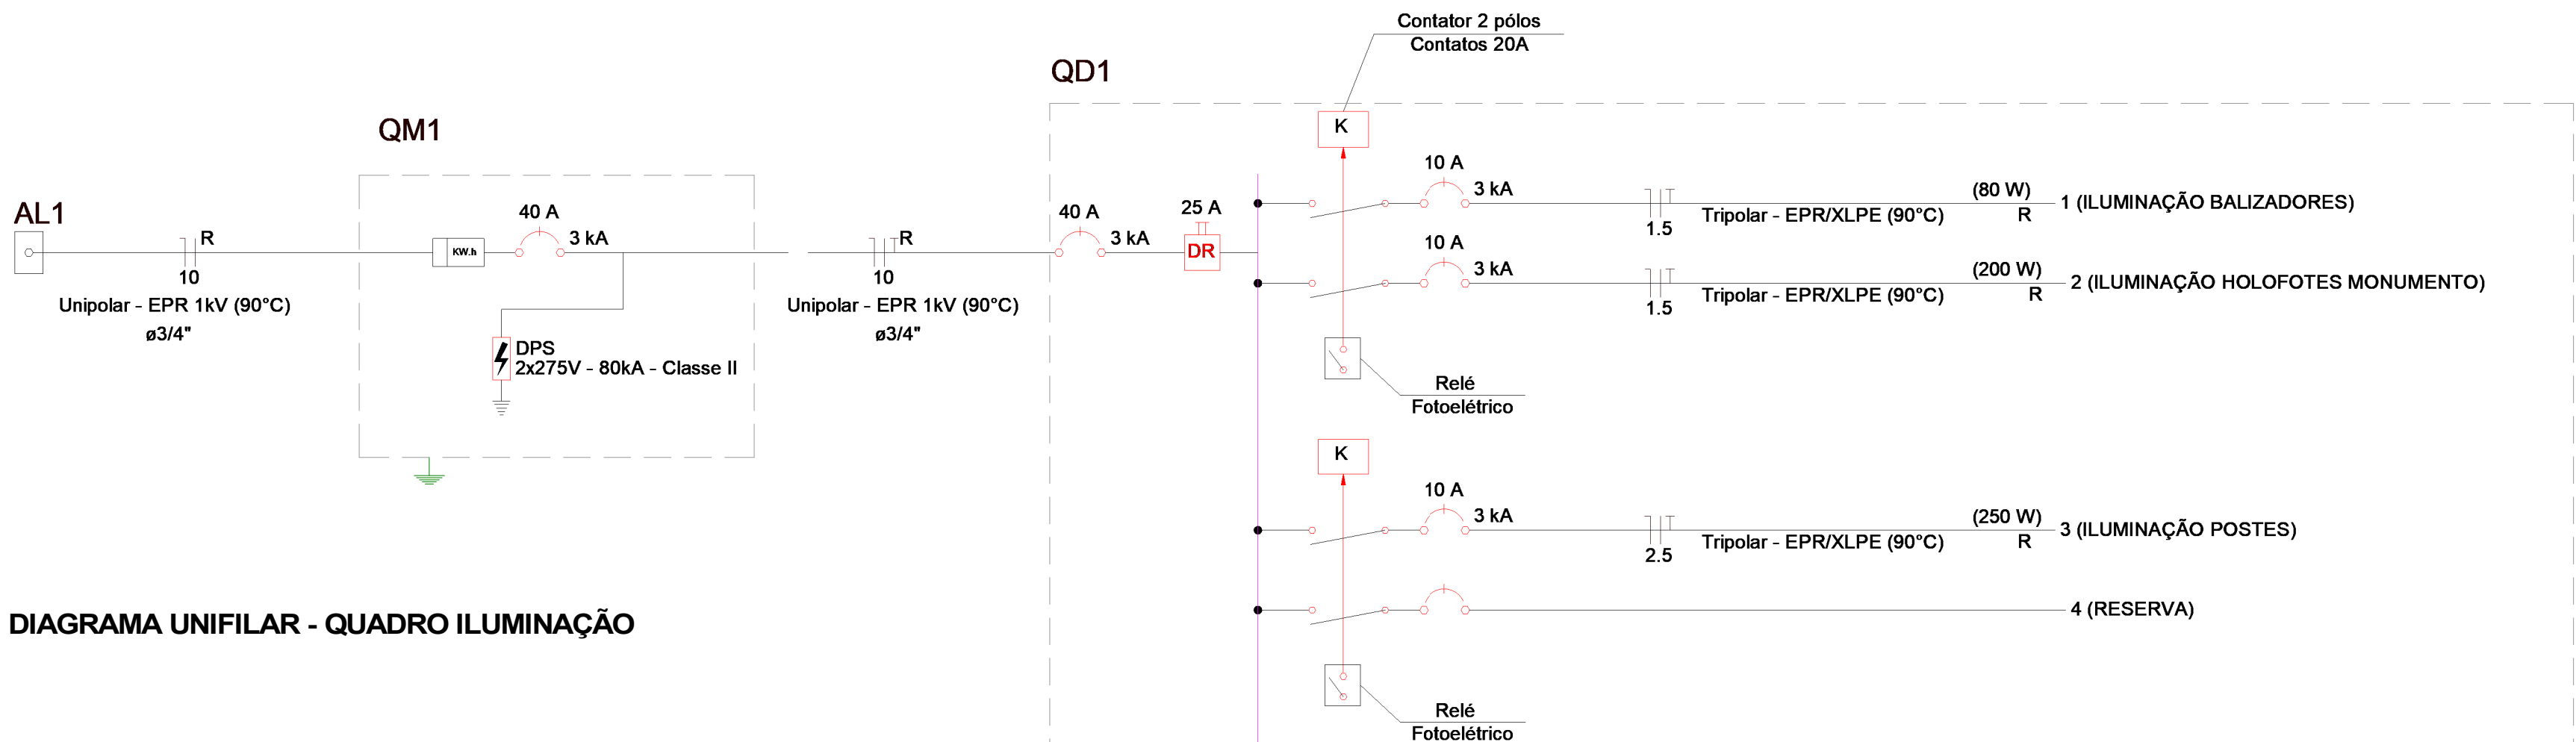 Contator 2 pólos
Contatos 20A
QD1
QM1
K
AL1
R
10
Unipolar - EPR 1kV (90°C)
ø3/4"
KW.h
40 A
3 kA
DPS
2x275V - 80kA - Classe II
R
10
Unipolar - EPR 1kV (90°C)
ø3/4"
40 A
3 kA
25 A
DR
10 A
3 kA
1.5
Tripolar - EPR/XLPE (90°C)
(80 W)
R
1 (ILUMINAÇÃO BALIZADORES)
10 A
3 kA
1.5
Tripolar - EPR/XLPE (90°C)
(200 W)
R
2 (ILUMINAÇÃO HOLOFOTES MONUMENTO)
Relé
Fotoelétrico
K
10 A
3 kA
2.5
Tripolar - EPR/XLPE (90°C)
(250 W)
R
3 (ILUMINAÇÃO POSTES)
4 (RESERVA)
Relé
Fotoelétrico
DIAGRAMA UNIFILAR - QUADRO ILUMINAÇÃO